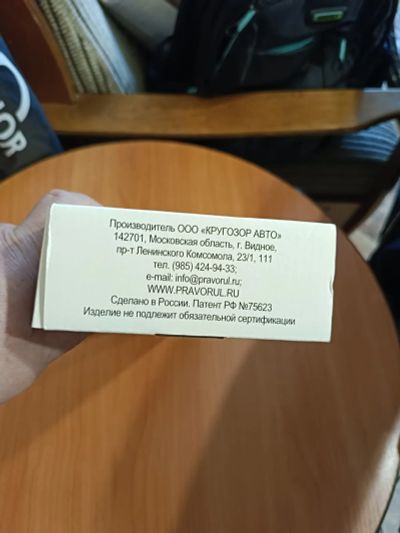 Производитель ООО «КРУГОЗОР АВТО»
142701, Московская область, г. Видное,
пр-т Ленинского Комсомола, 23/1, 111
тел. (985) 424-94-33;
e-mail: info@pravorul.ru;
WWW.PRAVORUL.RU
Сделано в России. Патент РФ №75623
Изделие не подлежит обязательной сертификации